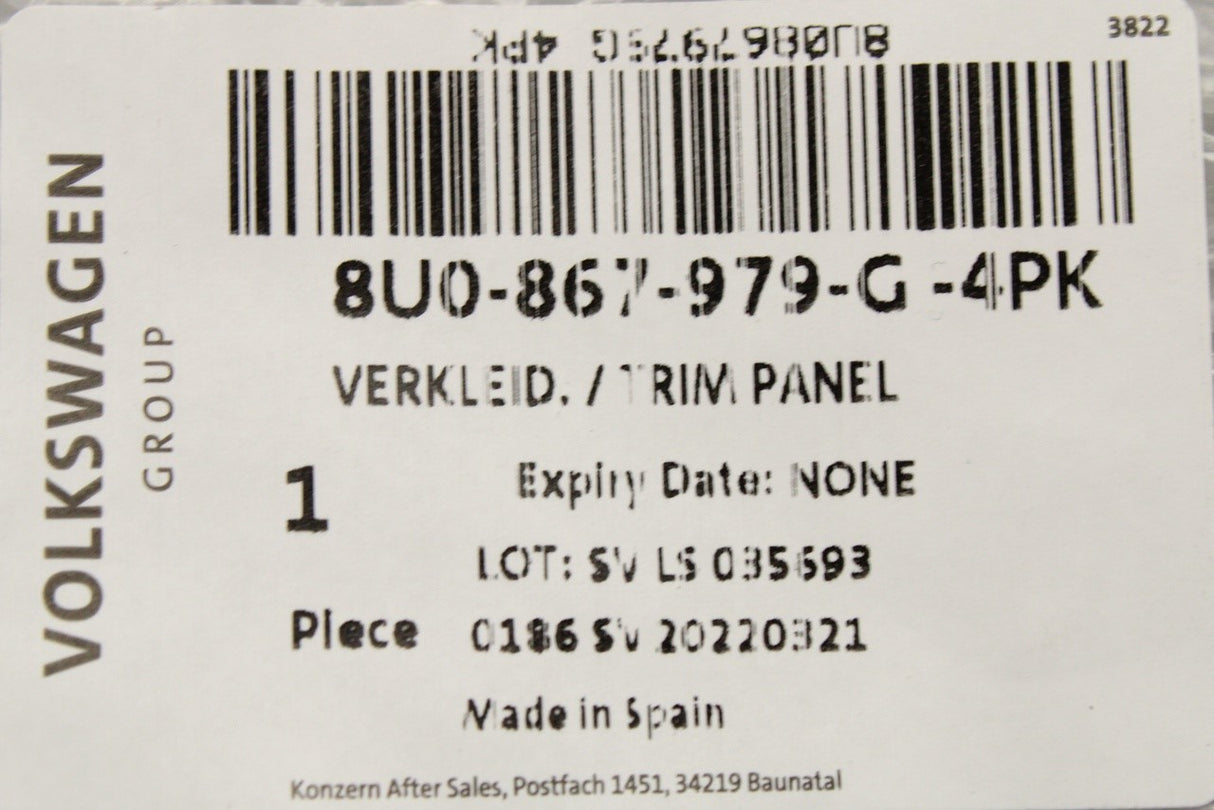 3822
8U0867979G 4PK
8U0-867-979-G -4PK
VERKLEID. / TRIM PANEL
1
Expiry Date: NONE
LOT: SV LS 035693
Piece
0186 SV 20220321
Made in Spain
Konzern After Sales, Postfach 1451, 34219 Baunatal
VOLKSWAGEN
GROUP